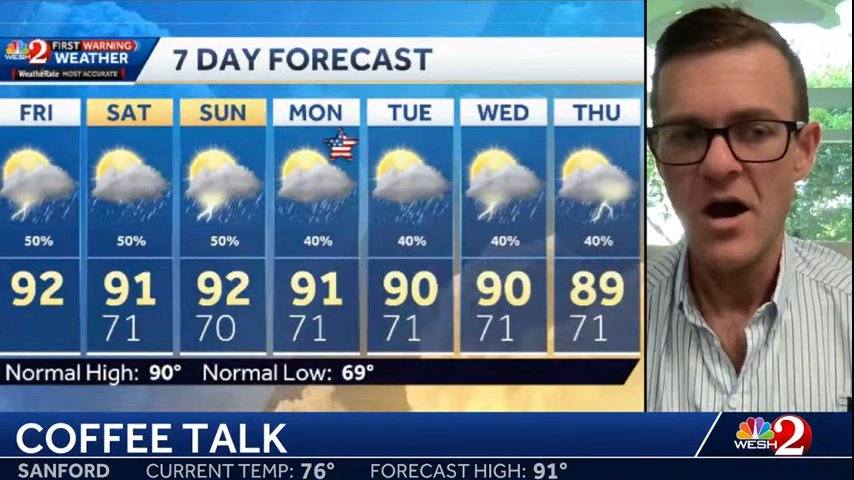 WESH 2 FIRST WARNING WEATHER
WeatheRate MOST ACCURATE
7 DAY FORECAST
FRI SAT SUN MON TUE WED THU
50% 50% 50% 40% 40% 40% 40%
92 91 92 91 90 90 89
71 70 71 71 71 71
Normal High: 90° Normal Low: 69°
COFFEE TALK
WESH 2
SANFORD CURRENT TEMP: 76° FORECAST HIGH: 91°